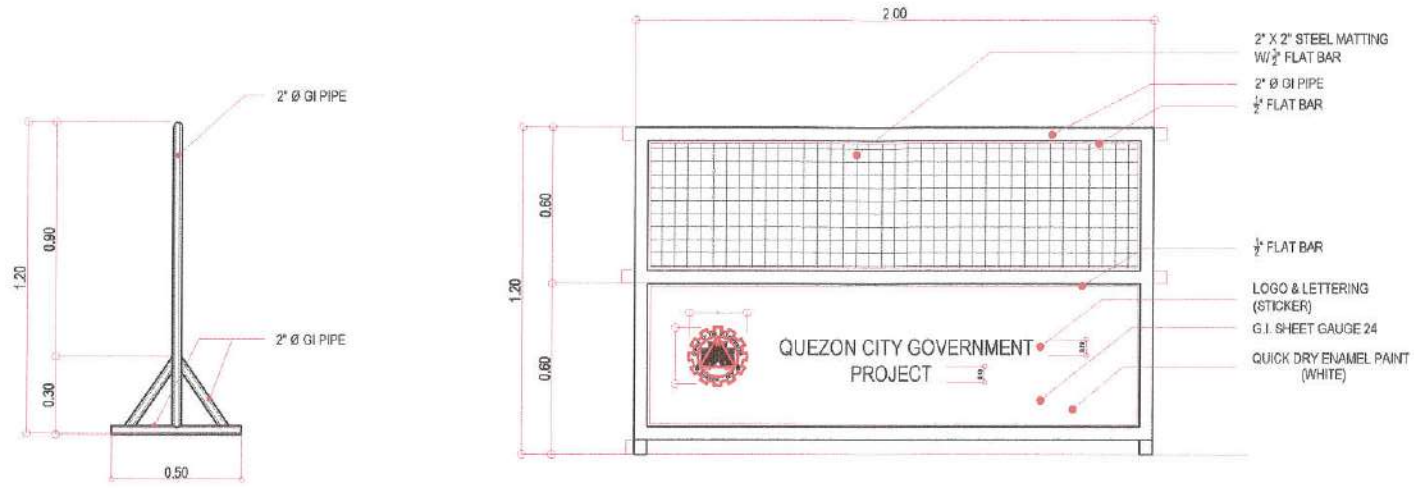 2" Ø GI PIPE
0.90
1.20
2" Ø GI PIPE
0.30
0.50
2.00
2" X 2" STEEL MATTING
W/ ½" FLAT BAR
2" Ø GI PIPE
½" FLAT BAR
0.60
1.20
½" FLAT BAR
LOGO & LETTERING
(STICKER)
G.I. SHEET GAUGE 24
QUICK DRY ENAMEL PAINT
(WHITE)
0.60
QUEZON CITY GOVERNMENT
PROJECT